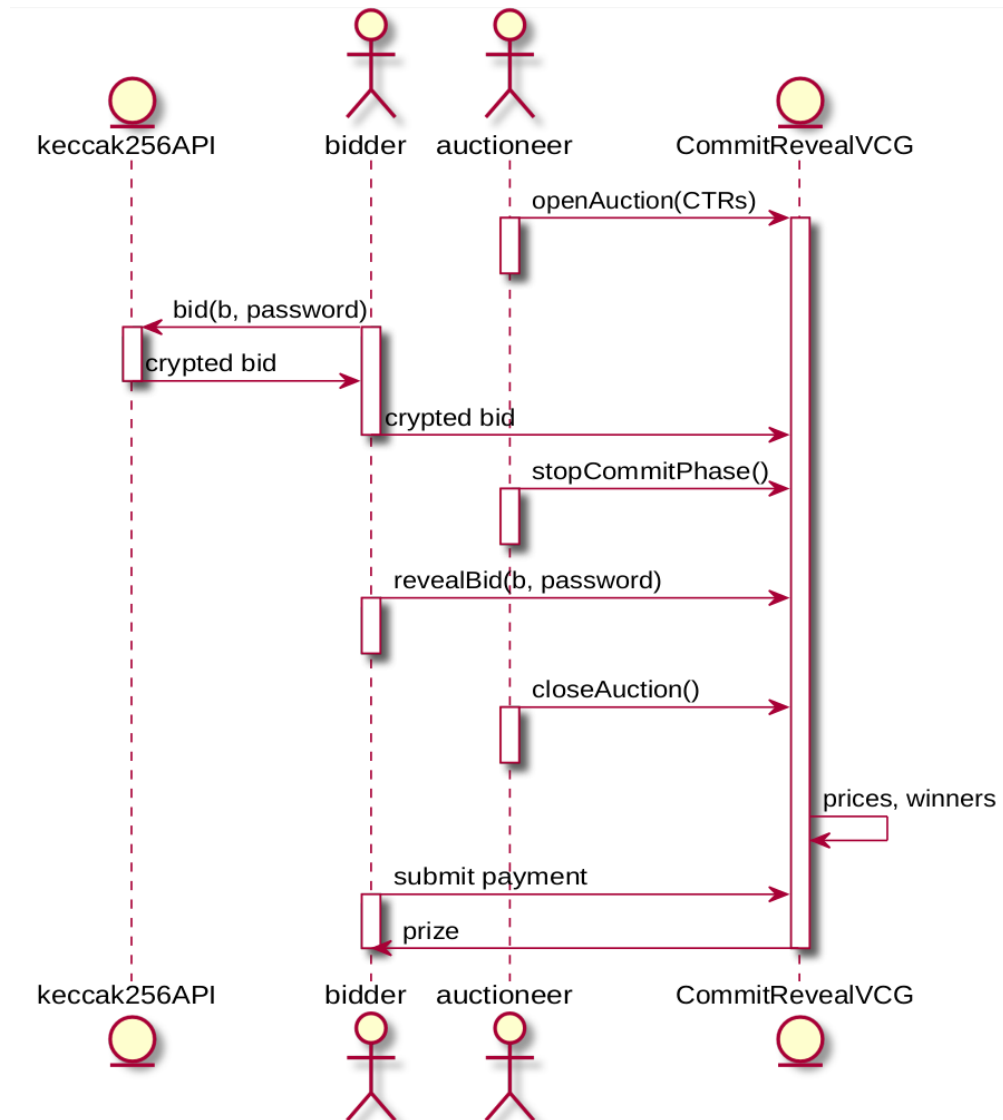 keccak256API bidder auctioneer CommitRevealVCG
openAuction(CTRs)
bid(b, password)
crypted bid
crypted bid
stopCommitPhase()
revealBid(b, password)
closeAuction()
prices, winners
submit payment
prize
keccak256API bidder auctioneer CommitRevealVCG